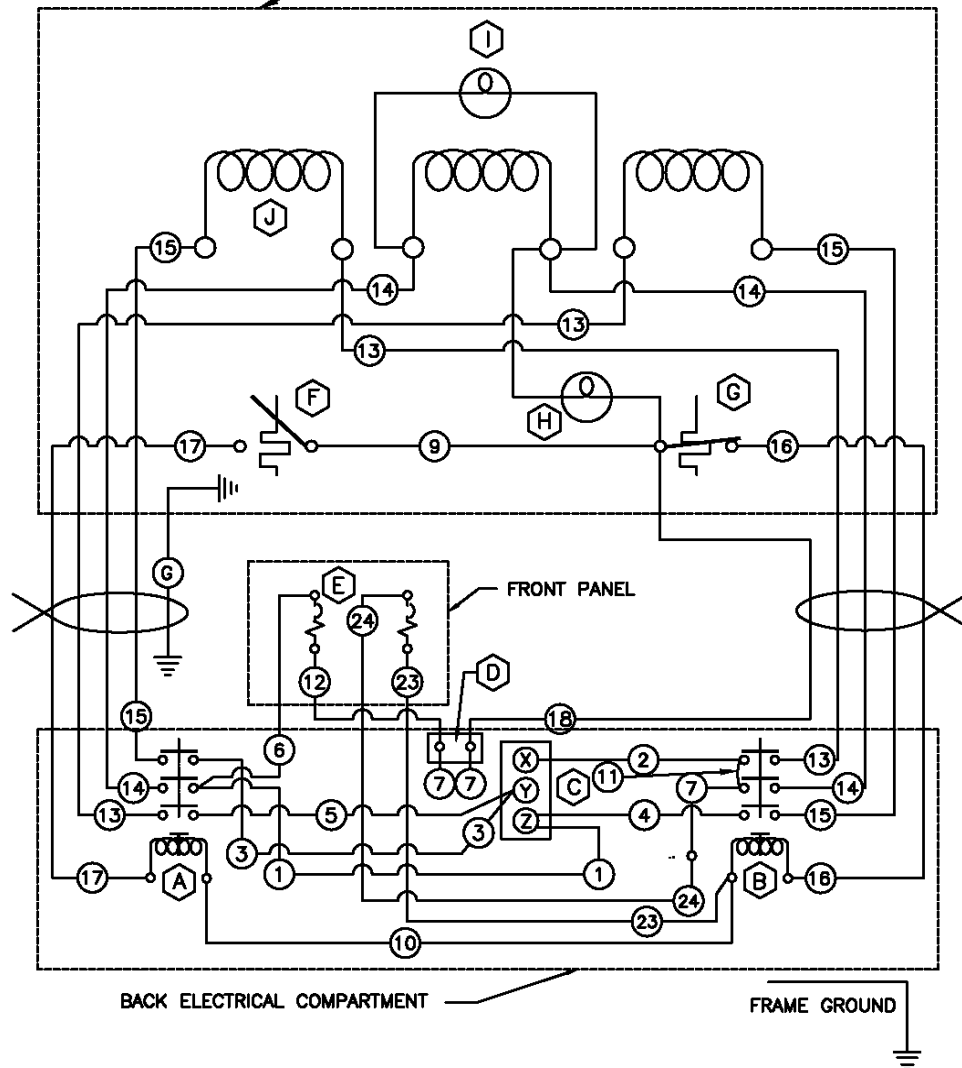 I
0
J
15 15
14 14
13
13
F 0 G
H
17 9 16
G
E FRONT PANEL
24
12 23 D
15 18
6 X 2 13
14 7 7 C 11 7 14
13 5 Y 4 15
3 3 Z
17 A 1 1 B 16
24
23
10
BACK ELECTRICAL COMPARTMENT
FRAME GROUND